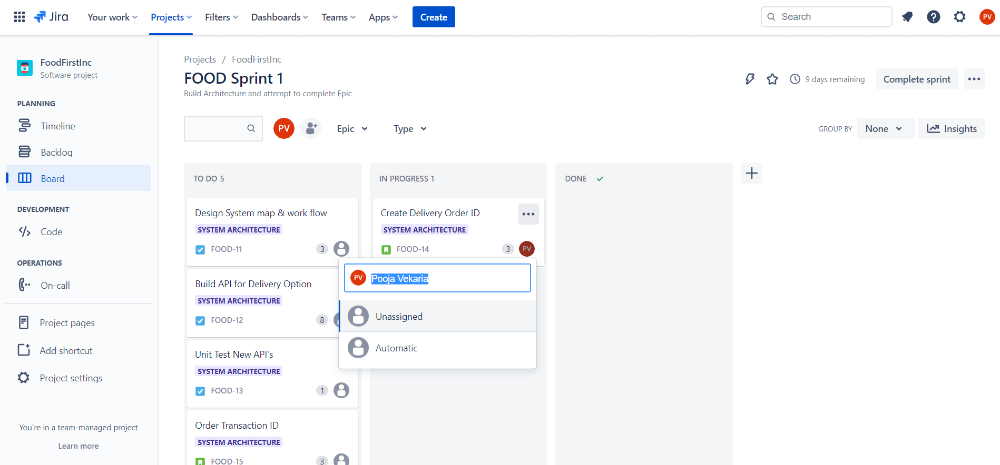 Jira
Your work
Projects
Filters
Dashboards
Teams
Apps
Create
Search
PV
FoodFirstInc
Software project
PLANNING
Timeline
Backlog
Board
DEVELOPMENT
Code
OPERATIONS
On-call
Project pages
Add shortcut
Project settings
You're in a team-managed project
Learn more
Projects / FoodFirstInc
FOOD Sprint 1
Build Architecture and attempt to complete Epic
9 days remaining
Complete sprint
PV
Epic
Type
GROUP BY
None
Insights
TO DO 5
Design System map & work flow
SYSTEM ARCHITECTURE
FOOD-11
3
Build API for Delivery Option
SYSTEM ARCHITECTURE
FOOD-12
8
Unit Test New API's
SYSTEM ARCHITECTURE
FOOD-13
1
Order Transaction ID
SYSTEM ARCHITECTURE
FOOD-15
3
IN PROGRESS 1
Create Delivery Order ID
SYSTEM ARCHITECTURE
FOOD-14
3
PV
PV
Pooja Vekaria
Unassigned
Automatic
DONE